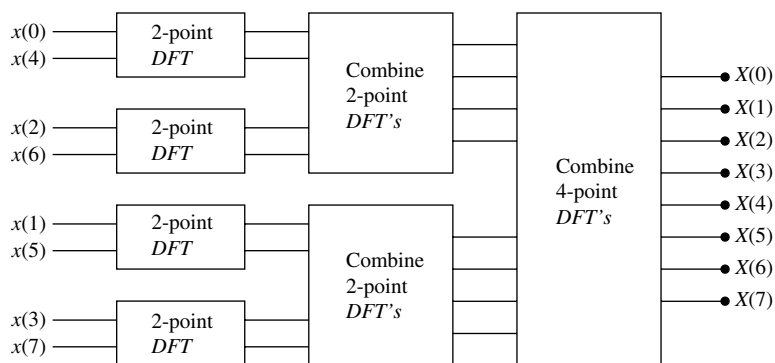 x(0)
x(4)
2-point
DFT
x(2)
x(6)
2-point
DFT
x(1)
x(5)
2-point
DFT
x(3)
x(7)
2-point
DFT
Combine
2-point
DFT's
Combine
2-point
DFT's
Combine
4-point
DFT's
X(0)
X(1)
X(2)
X(3)
X(4)
X(5)
X(6)
X(7)